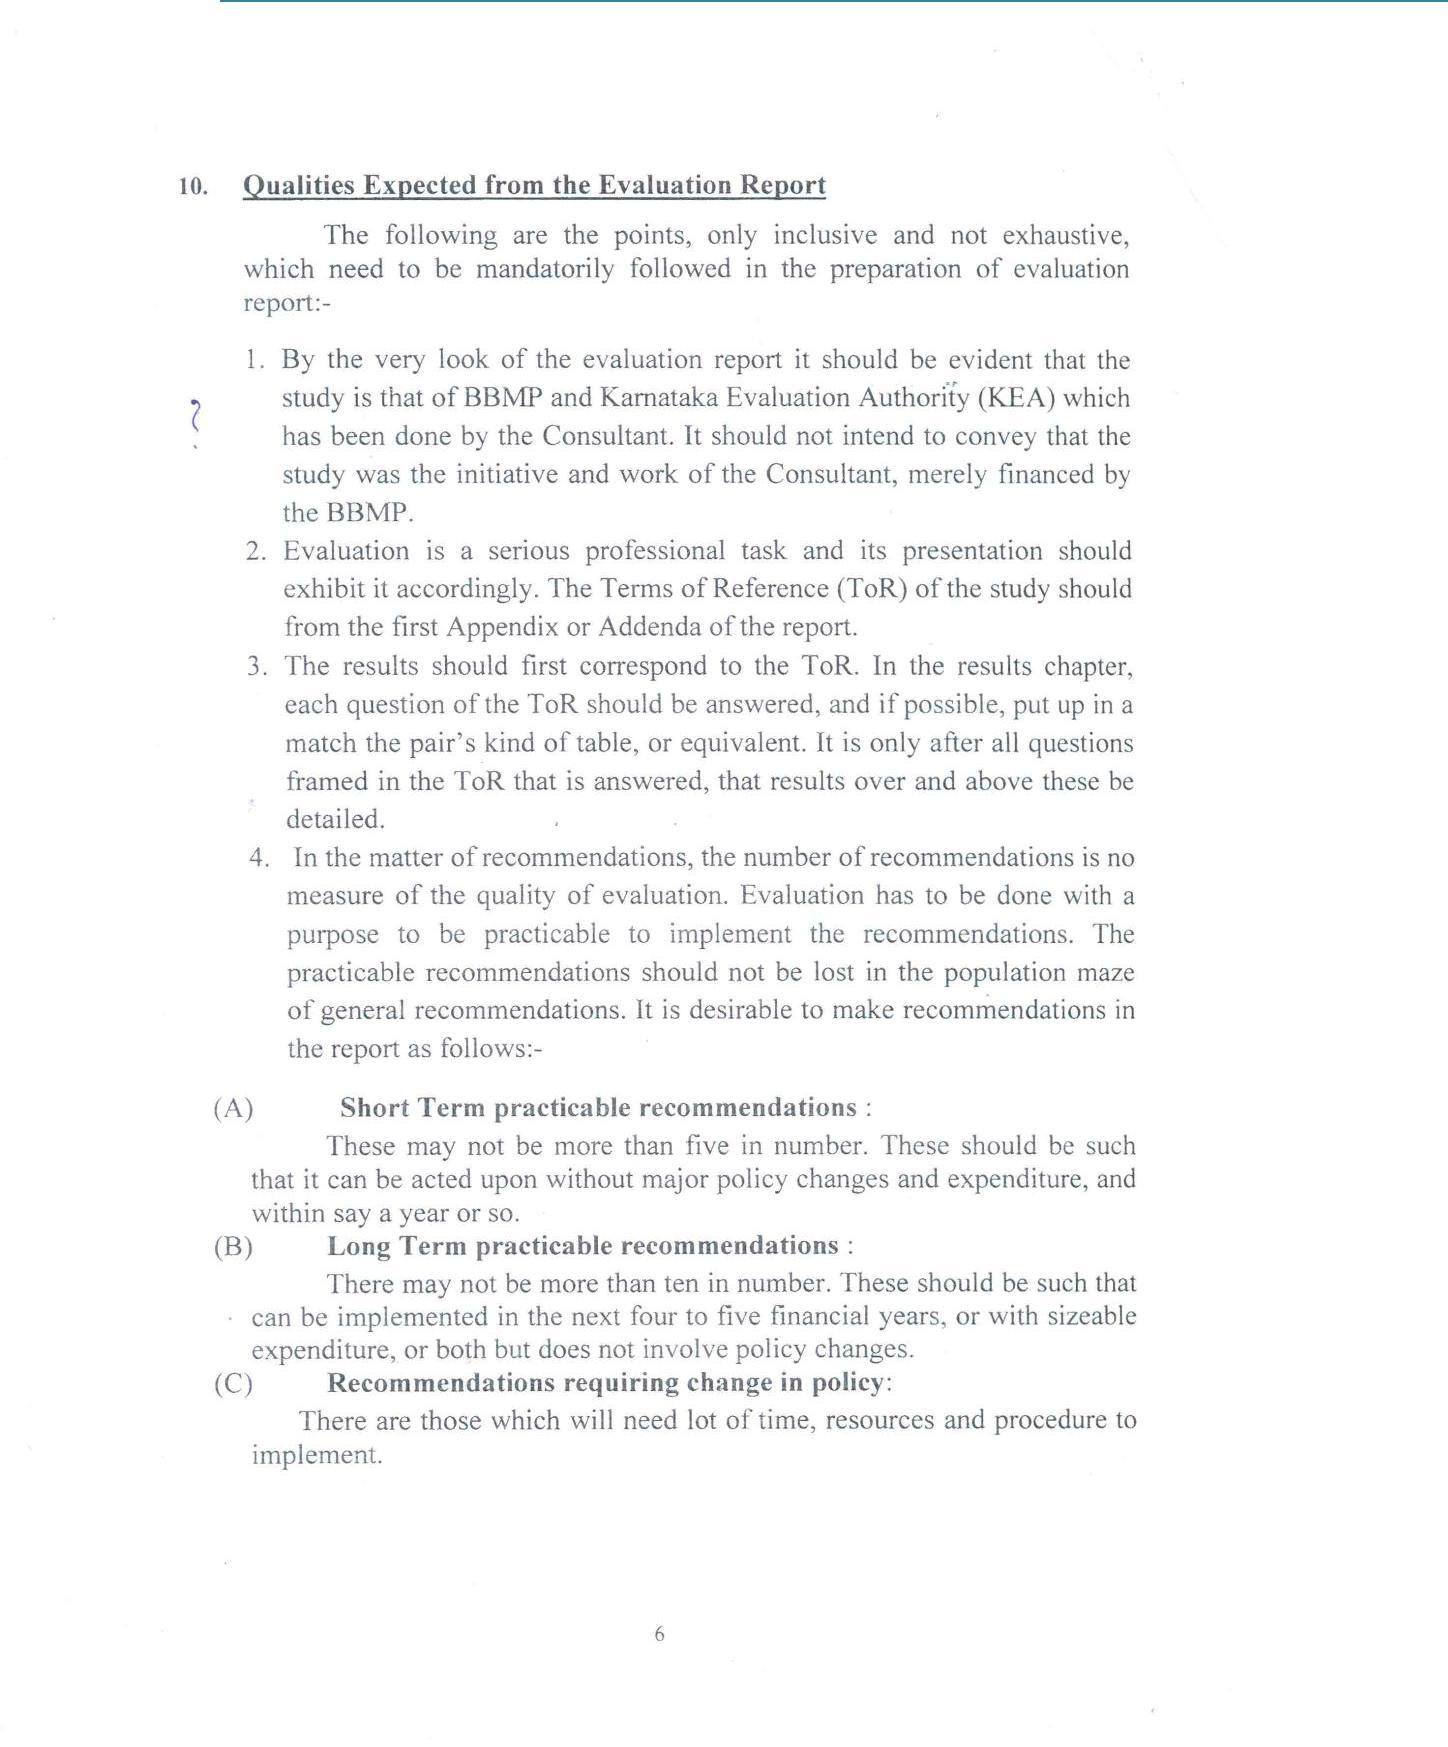 10. Qualities Expected from the Evaluation Report
The following are the points, only inclusive and not exhaustive,
which need to be mandatorily followed in the preparation of evaluation
report:-
1. By the very look of the evaluation report it should be evident that the
study is that of BBMP and Karnataka Evaluation Authority (KEA) which
?
has been done by the Consultant. It should not intend to convey that the
study was the initiative and work of the Consultant, merely financed by
the BBMP.
2. Evaluation is a serious professional task and its presentation should
exhibit it accordingly. The Terms of Reference (ToR) of the study should
from the first Appendix or Addenda of the report.
3. The results should first correspond to the ToR. In the results chapter,
each question of the ToR should be answered, and if possible, put up in a
match the pair's kind of table, or equivalent. It is only after all questions
framed in the ToR that is answered, that results over and above these be
detailed.
4. In the matter of recommendations, the number of recommendations is no
measure of the quality of evaluation. Evaluation has to be done with a
purpose to be practicable to implement the recommendations. The
practicable recommendations should not be lost in the population maze
of general recommendations. It is desirable to make recommendations in
the report as follows:-
(A) Short Term practicable recommendations :
These may not be more than five in number. These should be such
that it can be acted upon without major policy changes and expenditure, and
within say a year or so.
(B) Long Term practicable recommendations :
There may not be more than ten in number. These should be such that
can be implemented in the next four to five financial years, or with sizeable
expenditure, or both but does not involve policy changes.
(C) Recommendations requiring change in policy:
There are those which will need lot of time, resources and procedure to
implement.
6